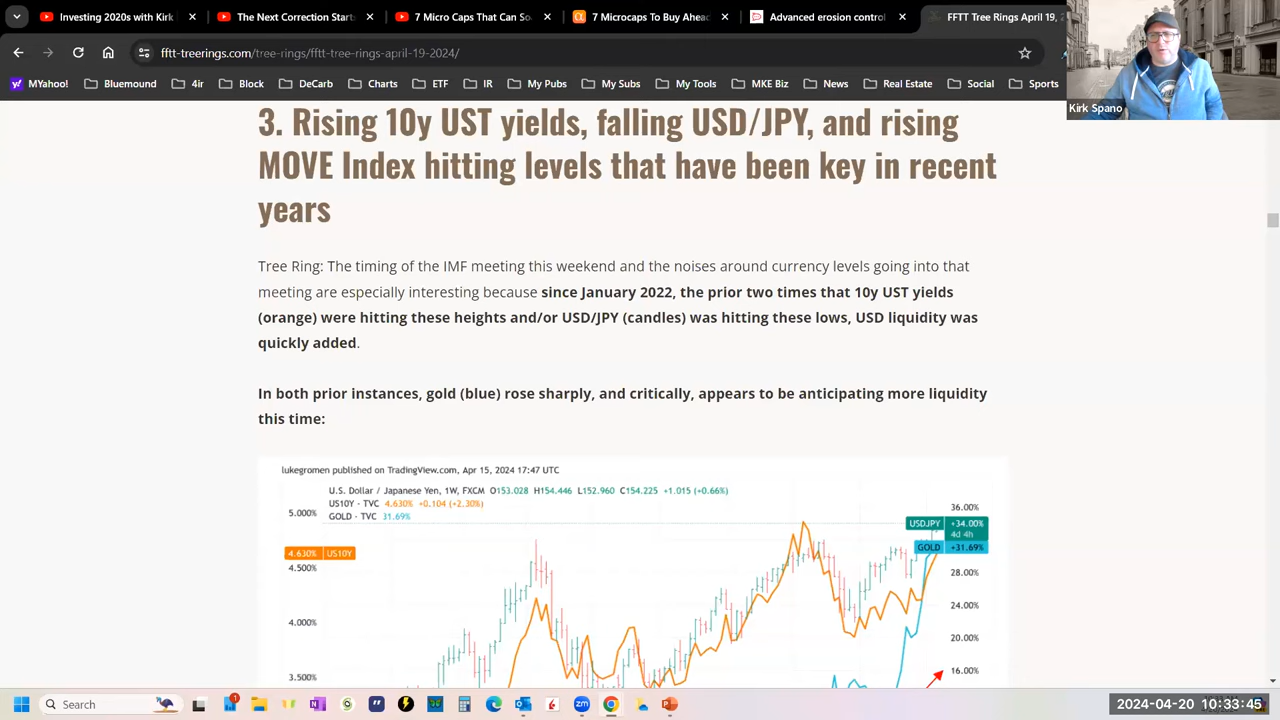 Investing 2020s with Kirk
The Next Correction Starts
7 Micro Caps That Can So
7 Microcaps To Buy Ahead
Advanced erosion control
FFTT Tree Rings April 19, 2
fftt-treerings.com/tree-rings/fftt-tree-rings-april-19-2024/
MYahoo!
Bluemound
4ir
Block
DeCarb
Charts
ETF
IR
My Pubs
My Subs
My Tools
MKE Biz
News
Real Estate
Social
Sports
Kirk Spano
3. Rising 10y UST yields, falling USD/JPY, and rising
MOVE Index hitting levels that have been key in recent
years
Tree Ring: The timing of the IMF meeting this weekend and the noises around currency levels going into that
meeting are especially interesting because since January 2022, the prior two times that 10y UST yields
(orange) were hitting these heights and/or USD/JPY (candles) was hitting these lows, USD liquidity was
quickly added.
In both prior instances, gold (blue) rose sharply, and critically, appears to be anticipating more liquidity
this time:
lukegromen published on TradingView.com, Apr 15, 2024 17:47 UTC
U.S. Dollar / Japanese Yen, 1W, FXCM O153.028 H154.446 L152.960 C154.225 +1.015 (+0.66%)
US10Y · TVC 4.630% +0.104 (+2.30%)
GOLD · TVC 31.69%
5.000%
4.630% US10Y
4.500%
4.000%
3.500%
36.00%
USDJPY +34.00%
4d 4h
GOLD +31.69%
28.00%
24.00%
20.00%
16.00%
Search
2024-04-20 10:33:45